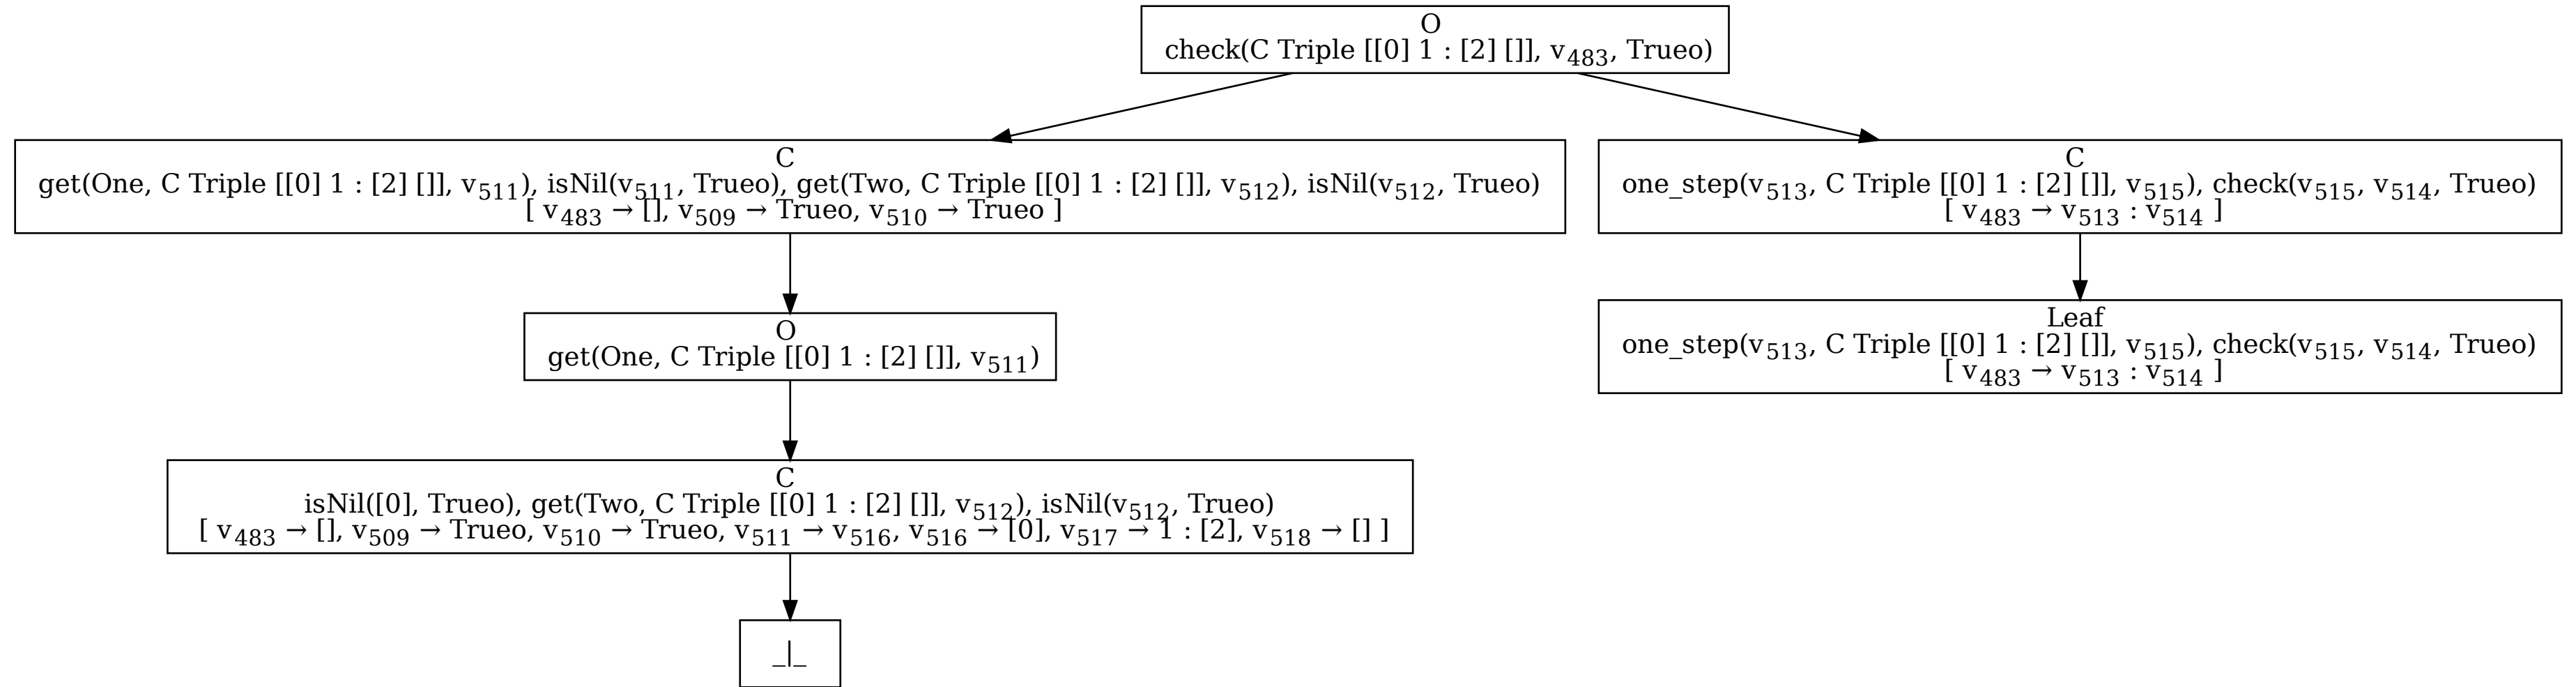 O
check(C Triple [[0] 1 : [2] []], v483, Trueo)
C
get(One, C Triple [[0] 1 : [2] []], v511), isNil(v511, Trueo), get(Two, C Triple [[0] 1 : [2] []], v512), isNil(v512, Trueo)
[ v483 → [], v509 → Trueo, v510 → Trueo ]
C
one_step(v513, C Triple [[0] 1 : [2] []], v515), check(v515, v514, Trueo)
[ v483 → v513 : v514 ]
O
get(One, C Triple [[0] 1 : [2] []], v511)
Leaf
one_step(v513, C Triple [[0] 1 : [2] []], v515), check(v515, v514, Trueo)
[ v483 → v513 : v514 ]
C
isNil([0], Trueo), get(Two, C Triple [[0] 1 : [2] []], v512), isNil(v512, Trueo)
[ v483 → [], v509 → Trueo, v510 → Trueo, v511 → v516, v516 → [0], v517 → 1 : [2], v518 → [] ]
_|_